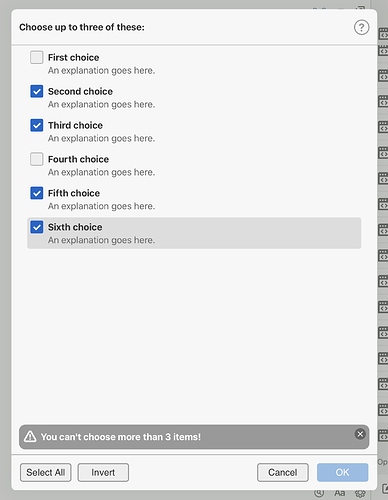 Choose up to three of these:
?
First choice
An explanation goes here.
Second choice
An explanation goes here.
Third choice
An explanation goes here.
Fourth choice
An explanation goes here.
Fifth choice
An explanation goes here.
Sixth choice
An explanation goes here.
You can't choose more than 3 items!
Select All
Invert
Cancel
OK
Op
Aa